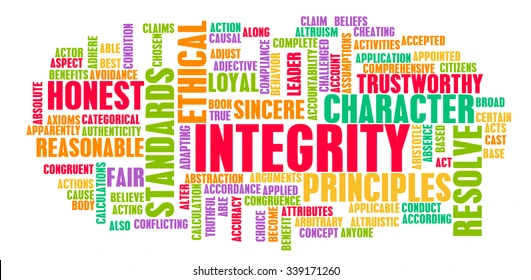 CLAIM BELIEFS
ACTION ALTRUISM CHEATING
CAUSAL COMPLETE ACTIVITIES ACCEPTED
ACTOR ABLE CHOSEN ETHICAL ADJUST ALONG CHALLENGED ASSUMPTIONS APPLICATION APPOINTED
ASPECT ADHERE BEST CONDITION ADJECTIVE BEHAVIOR COMPLIANCE LEADER COMPREHENSIVE CITIZENS
BENEFITS AVOIDANCE STANDARDS LOYAL ACCOUNTABILITY TRUSTWORTHY
ABSOLUTE HONEST BOOK SINCERE CHARACTER BROAD
AXIOMS CATEGORICAL TRUE CERTAIN
APPARENTLY AUTHENTICITY ADAPTING INTEGRITY ARISTOTLE ABSENCE BASED RESOLVE ACTS
REASONABLE CAST
ACT BASE
CONGRUENT FAIR ABSTRACTION ARGUMENTS PRINCIPLES
ACTIONS CALCULATIONS ALTER ACCORDANCE APPLIED
CAUSE BELIEVE CALCULATION TRUTHFUL ABLE ACCURACY CONGRUENCE
BODY ACTING CHOICE BECOME BENEFIT ATTRIBUTES APPLICABLE CONDUCT
ALSO CONFLICTING ARBITRARY ALTRUISTIC ACCORDING
CONCEPT ANYONE
shutterstock.com · 339171260